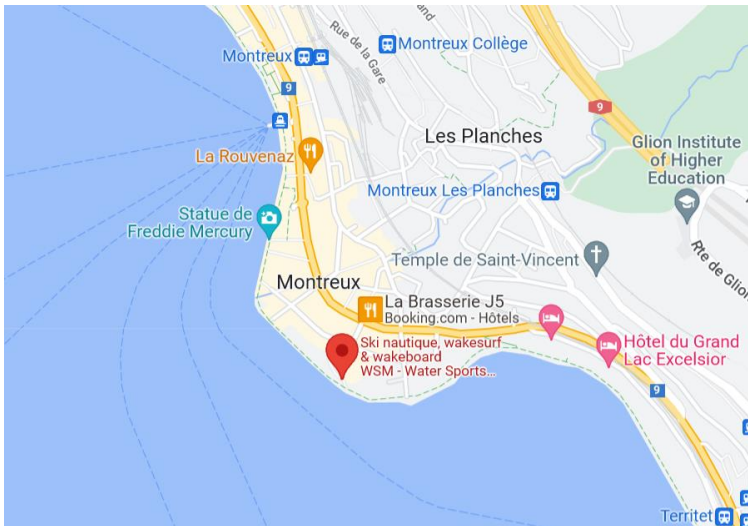 Montreux Collège
Montreux
Rue de la Gare
9
9
La Rouvenaz
Les Planches
Glion Institute
of Higher
Education
Montreux Les Planches
Statue de
Freddie Mercury
Temple de Saint-Vincent
Rte de Glion
Montreux
La Brasserie J5
Booking.com - Hôtels
Ski nautique, wakesurf
& wakeboard
WSM - Water Sports...
Hôtel du Grand
Lac Excelsior
9
Territet